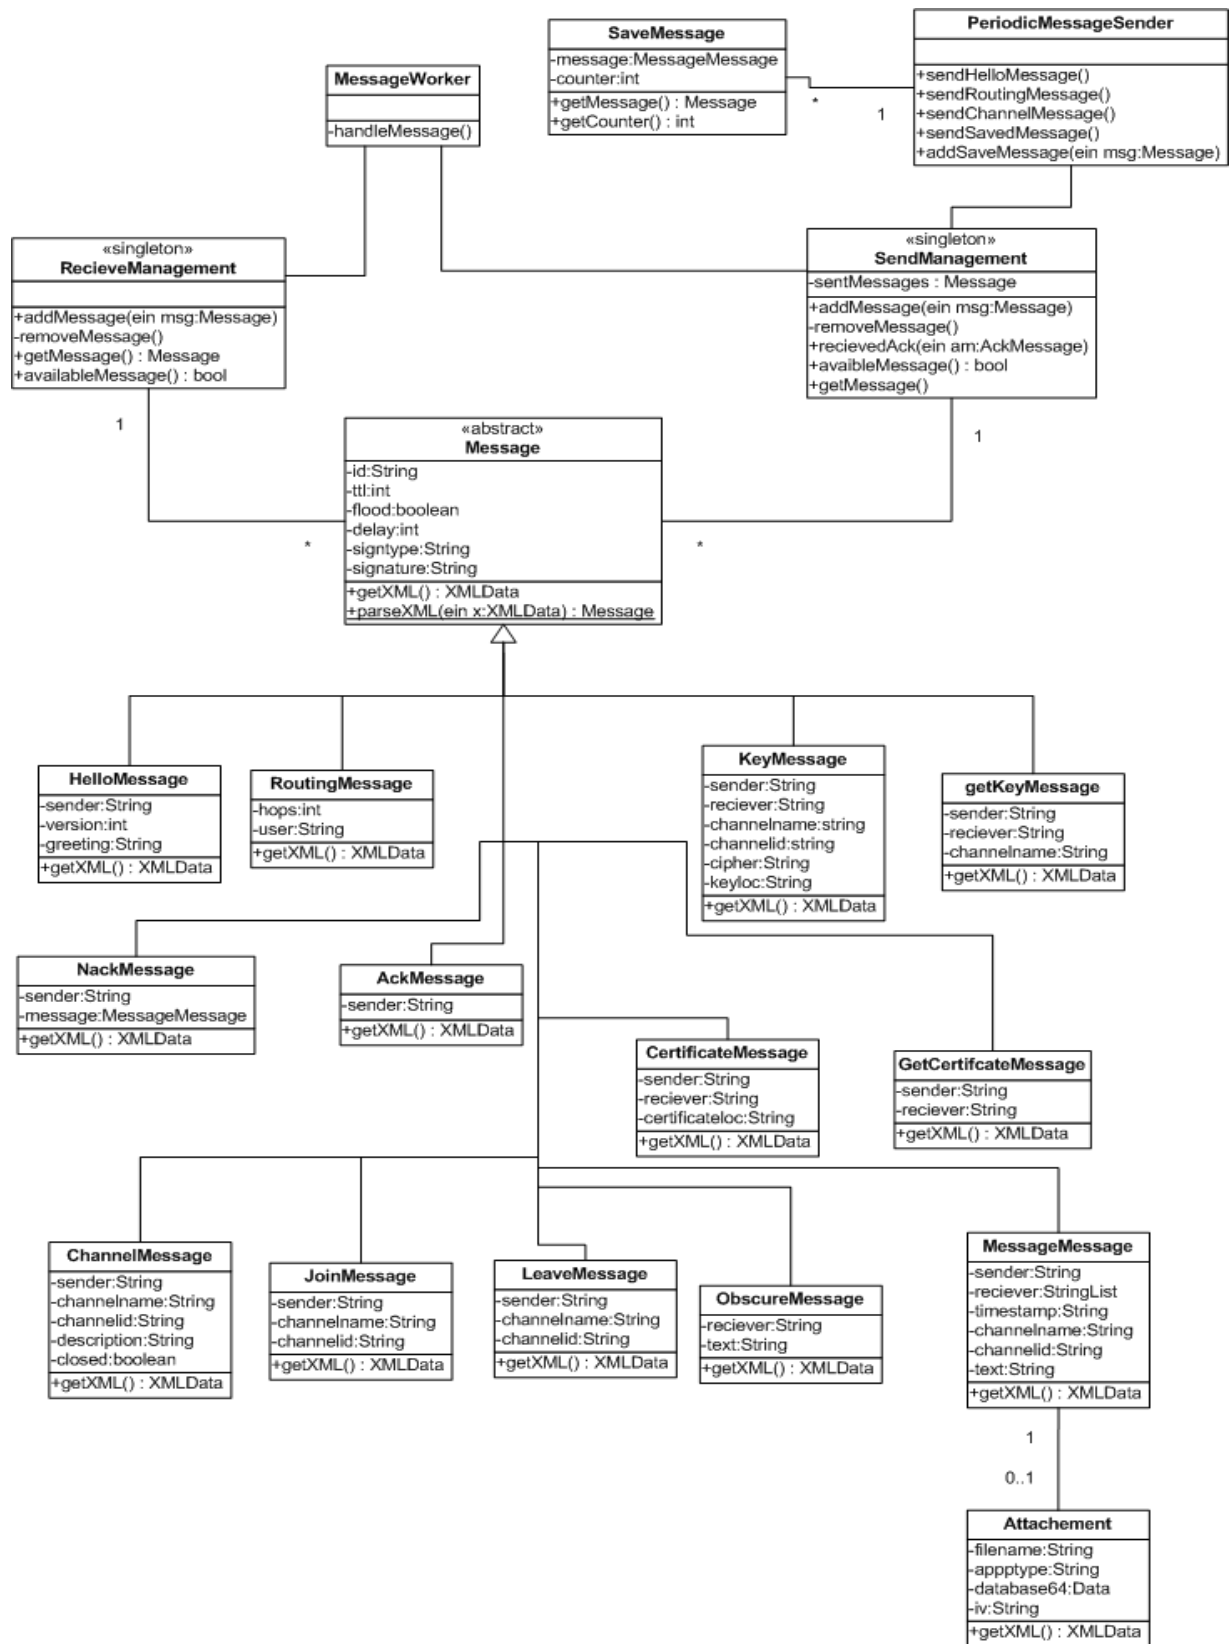 SaveMessage
-message:MessageMessage
-counter:int
+getMessage() : Message
+getCounter() : int
*
1
PeriodicMessageSender
+sendHelloMessage()
+sendRoutingMessage()
+sendChannelMessage()
+sendSavedMessage()
+addSaveMessage(ein msg:Message)
MessageWorker
-handleMessage()
«singleton»
RecieveManagement
+addMessage(ein msg:Message)
-removeMessage()
+getMessage() : Message
+availableMessage() : bool
1
*
«singleton»
SendManagement
-sentMessages : Message
+addMessage(ein msg:Message)
-removeMessage()
+recievedAck(ein am:AckMessage)
+avaibleMessage() : bool
+getMessage()
1
*
«abstract»
Message
-id:String
-ttl:int
-flood:boolean
-delay:int
-signtype:String
-signature:String
+getXML() : XMLData
+parseXML(ein x:XMLData) : Message
HelloMessage
-sender:String
-version:int
-greeting:String
+getXML() : XMLData
RoutingMessage
-hops:int
-user:String
+getXML() : XMLData
KeyMessage
-sender:String
-reciever:String
-channelname:string
-channelid:string
-cipher:String
-keyloc:String
+getXML() : XMLData
getKeyMessage
-sender:String
-reciever:String
-channelname:String
+getXML() : XMLData
NackMessage
-sender:String
-message:MessageMessage
+getXML() : XMLData
AckMessage
-sender:String
+getXML() : XMLData
CertificateMessage
-sender:String
-reciever:String
-certificateloc:String
+getXML() : XMLData
GetCertifcateMessage
-sender:String
-reciever:String
+getXML() : XMLData
ChannelMessage
-sender:String
-channelname:String
-channelid:String
-description:String
-closed:boolean
+getXML() : XMLData
JoinMessage
-sender:String
-channelname:String
-channelid:String
+getXML() : XMLData
LeaveMessage
-sender:String
-channelname:String
-channelid:String
+getXML() : XMLData
ObscureMessage
-reciever:String
-text:String
+getXML() : XMLData
MessageMessage
-sender:String
-reciever:StringList
-timestamp:String
-channelname:String
-channelid:String
-text:String
+getXML() : XMLData
1
0..1
Attachement
-filename:String
-appptype:String
-database64:Data
-iv:String
+getXML() : XMLData